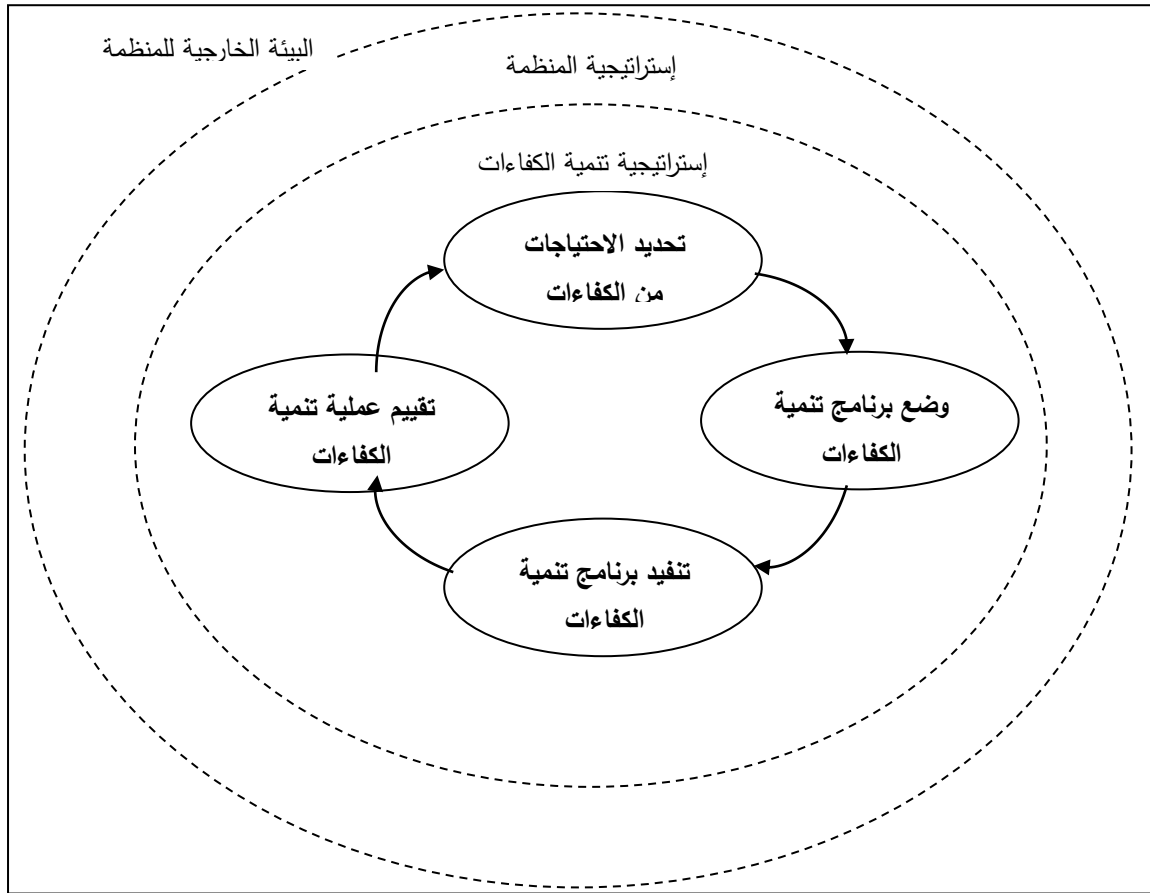 البيئة الخارجية للمنظمة
إستراتيجية المنظمة
إستراتيجية تنمية الكفاءات
تحديد الاحتياجات
من الكفاءات
وضع برنامج تنمية
الكفاءات
تقييم عملية تنمية
الكفاءات
تنفيد برنامج تنمية
الكفاءات